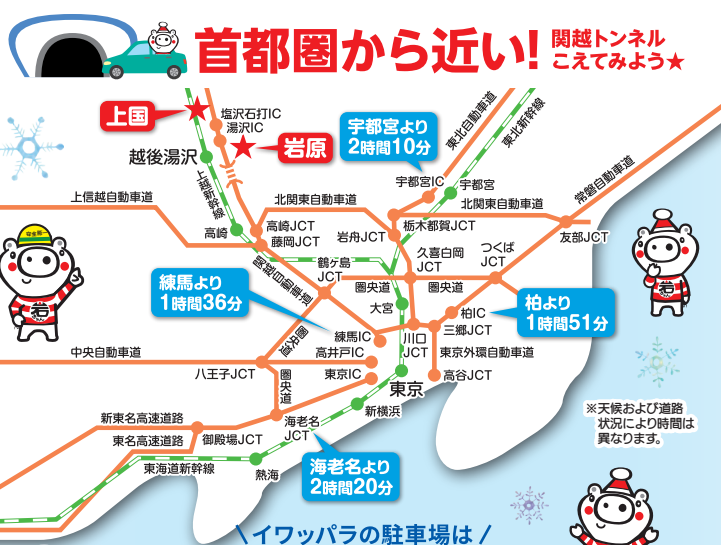 首都圏から近い!
関越トンネル
こえてみよう★
上国
塩沢石打IC
湯沢IC
岩原
宇都宮より
2時間10分
東北自動車道
東北新幹線
越後湯沢
上越新幹線
宇都宮IC
宇都宮
常磐自動車道
上信越自動車道
北関東自動車道
北関東自動車道
高崎
高崎JCT
藤岡JCT
岩舟JCT
栃木都賀JCT
友部JCT
久喜白岡
JCT
つくば
JCT
鶴ヶ島
JCT
関越自動車道
圏央道
圏央道
練馬より
1時間36分
大宮
柏IC
柏より
1時間51分
三郷JCT
練馬IC
川口
JCT
圏央道
中央自動車道
高井戸IC
東京外環自動車道
八王子JCT
圏央道
東京IC
東京
高谷JCT
新横浜
新東名高速道路
海老名
JCT
東名高速道路
御殿場JCT
東海道新幹線
熱海
海老名より
2時間20分
※天候および道路
状況により時間は
異なります。
安全第一
岩
岩
\イワッパラの駐車場は/